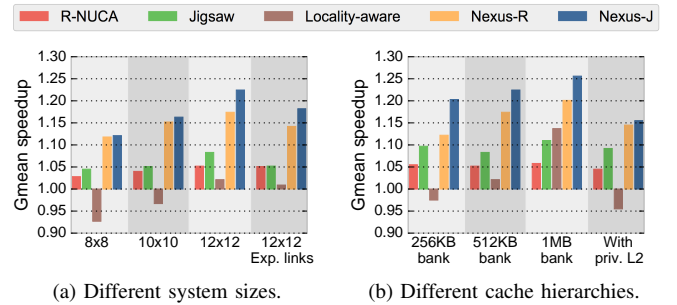 R-NUCA Jigsaw Locality-aware Nexus-R Nexus-J
Gmean speedup
1.30
1.25
1.20
1.15
1.10
1.05
1.00
0.95
0.90
8x8 10x10 12x12 12x12
Exp. links
(a) Different system sizes.
Gmean speedup
1.30
1.25
1.20
1.15
1.10
1.05
1.00
0.95
0.90
256KB 512KB 1MB With
bank bank bank priv. L2
(b) Different cache hierarchies.